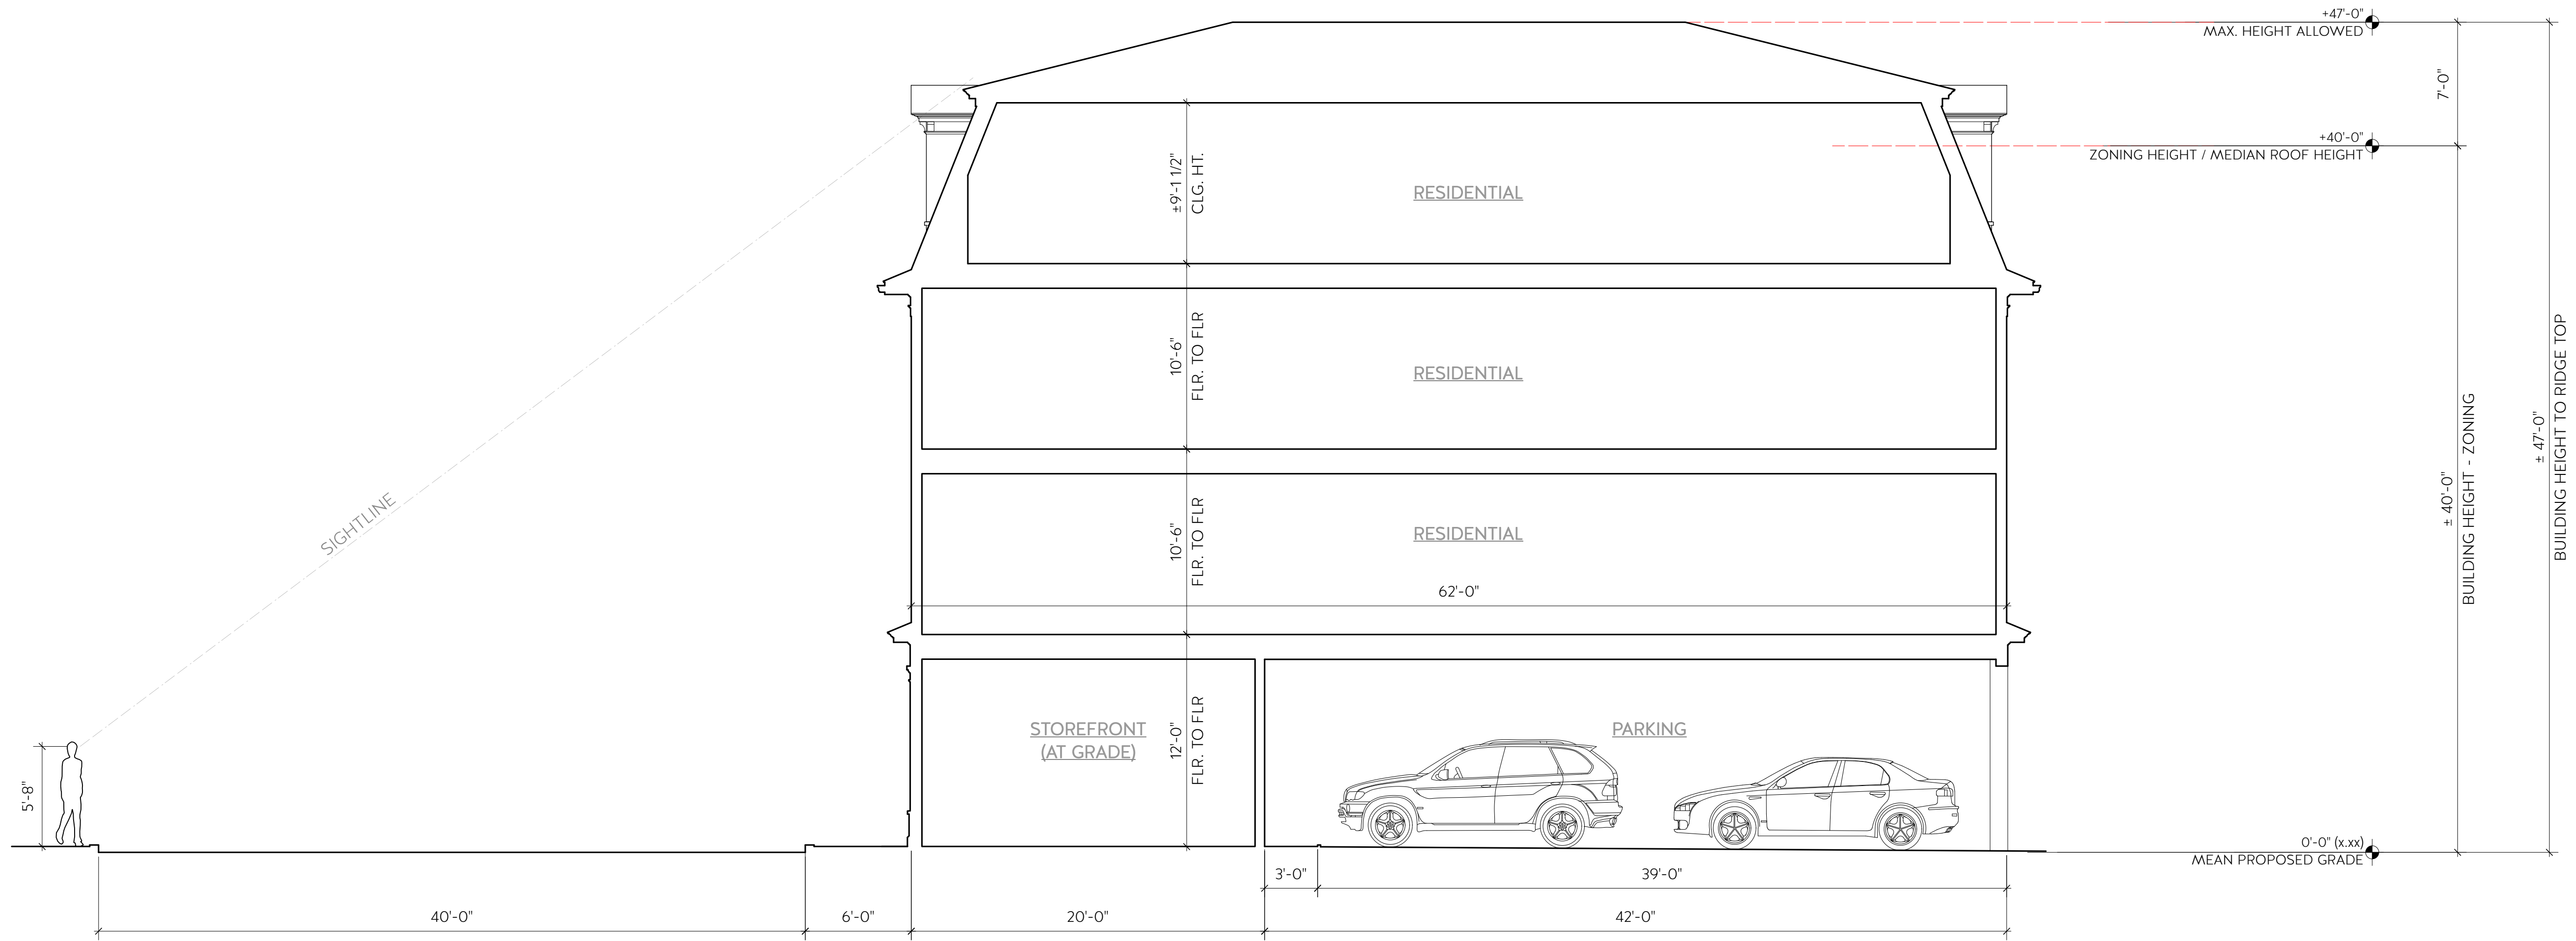 +47'-0"
MAX. HEIGHT ALLOWED
7'-0"
+40'-0"
ZONING HEIGHT / MEDIAN ROOF HEIGHT
±9'-1 1/2"
CLG. HT.
RESIDENTIAL
10'-6"
FLR. TO FLR
RESIDENTIAL
± 47'-0"
BUILDING HEIGHT TO RIDGE TOP
± 40'-0"
BUILDING HEIGHT - ZONING
SIGHTLINE
10'-6"
FLR. TO FLR
RESIDENTIAL
62'-0"
STOREFRONT
(AT GRADE)
12'-0"
FLR. TO FLR
PARKING
5'-8"
0'-0" (x.xx)
MEAN PROPOSED GRADE
3'-0"
39'-0"
40'-0"
6'-0"
20'-0"
42'-0"